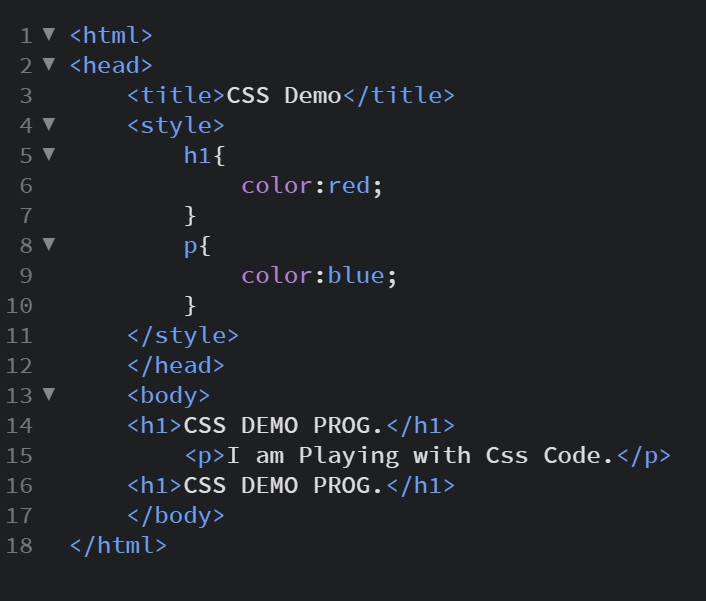 1 ▼ <html>
2 ▼ <head>
3 <title>CSS Demo</title>
4 ▼ <style>
5 ▼ h1{
6 color:red;
7 }
8 ▼ p{
9 color:blue;
10 }
11 </style>
12 </head>
13 ▼ <body>
14 <h1>CSS DEMO PROG.</h1>
15 <p>I am Playing with Css Code.</p>
16 <h1>CSS DEMO PROG.</h1>
17 </body>
18 </html>